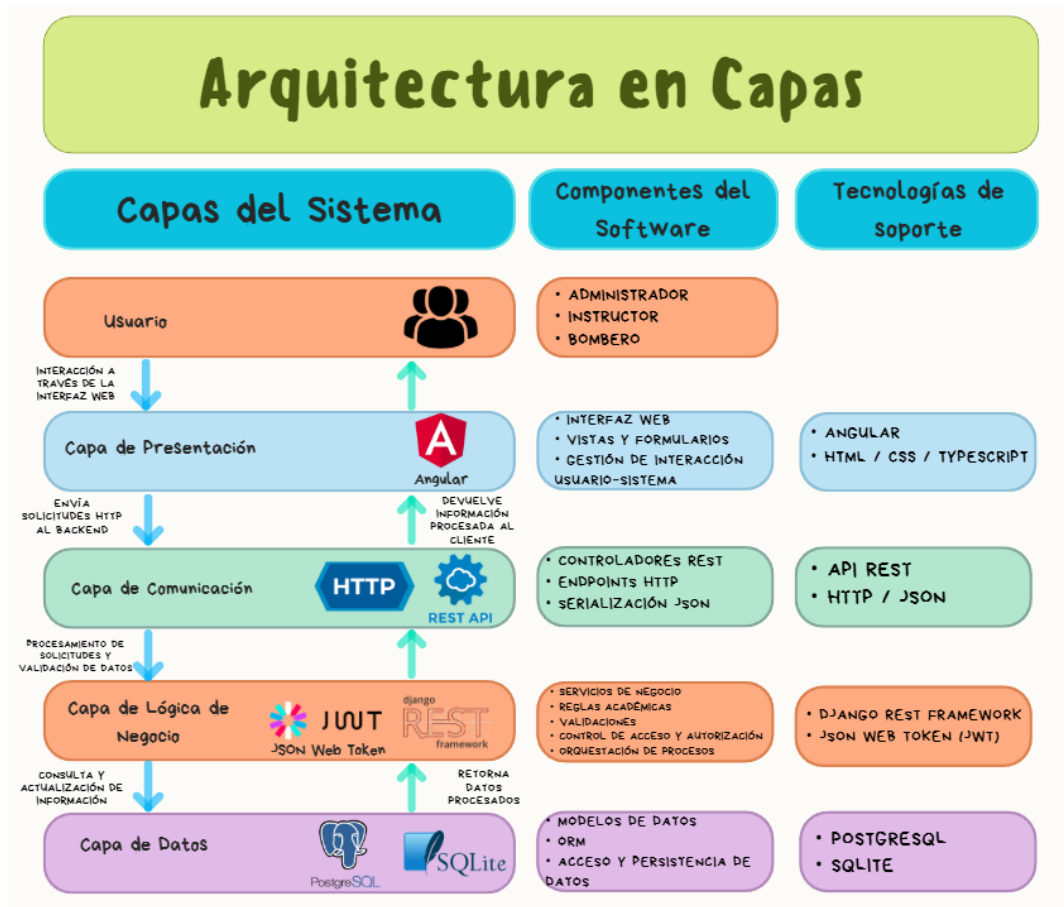 Arquitectura en Capas
Capas del Sistema
Componentes del
Software
Tecnologías de
soporte
Usuario
• ADMINISTRADOR
• INSTRUCTOR
• BOMBERO
INTERACCIÓN A
TRAVÉS DE LA
INTERFAZ WEB
Capa de Presentación
Angular
• INTERFAZ WEB
• VISTAS Y FORMULARIOS
• GESTIÓN DE INTERACCIÓN
USUARIO-SISTEMA
• ANGULAR
• HTML / CSS / TYPESCRIPT
ENVÍA
SOLICITUDES HTTP
AL BACKEND
DEVUELVE
INFORMACIÓN
PROCESADA AL
CLIENTE
Capa de Comunicación
HTTP
REST API
• CONTROLADORES REST
• ENDPOINTS HTTP
• SERIALIZACIÓN JSON
• API REST
• HTTP / JSON
PROCESAMIENTO DE
SOLICITUDES Y
VALIDACIÓN DE DATOS
Capa de Lógica de
Negocio
JWT
JSON Web Token
django
REST
framework
• SERVICIOS DE NEGOCIO
• REGLAS ACADÉMICAS
• VALIDACIONES
• CONTROL DE ACCESO Y AUTORIZACIÓN
• ORQUESTACIÓN DE PROCESOS
• DJANGO REST FRAMEWORK
• JSON WEB TOKEN (JWT)
CONSULTA Y
ACTUALIZACIÓN DE
INFORMACIÓN
RETORNA
DATOS
PROCESADOS
Capa de Datos
PostgreSQL
SQLite
• MODELOS DE DATOS
• ORM
• ACCESO Y PERSISTENCIA DE
DATOS
• POSTGRESQL
• SQLITE